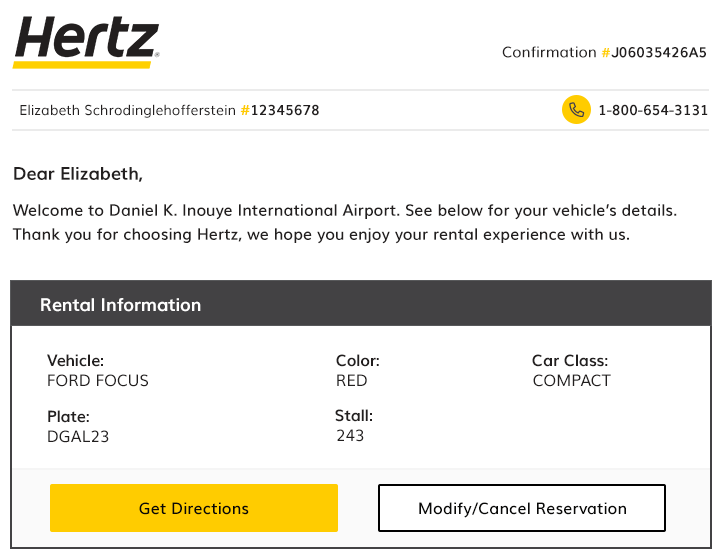 Hertz®
Confirmation #J06035426A5
Elizabeth Schrodinglehofferstein #12345678
1-800-654-3131
Dear Elizabeth,
Welcome to Daniel K. Inouye International Airport. See below for your vehicle’s details.
Thank you for choosing Hertz, we hope you enjoy your rental experience with us.
Rental Information
Vehicle: Color: Car Class:
FORD FOCUS RED COMPACT
Plate: Stall:
DGAL23 243
Get Directions Modify/Cancel Reservation